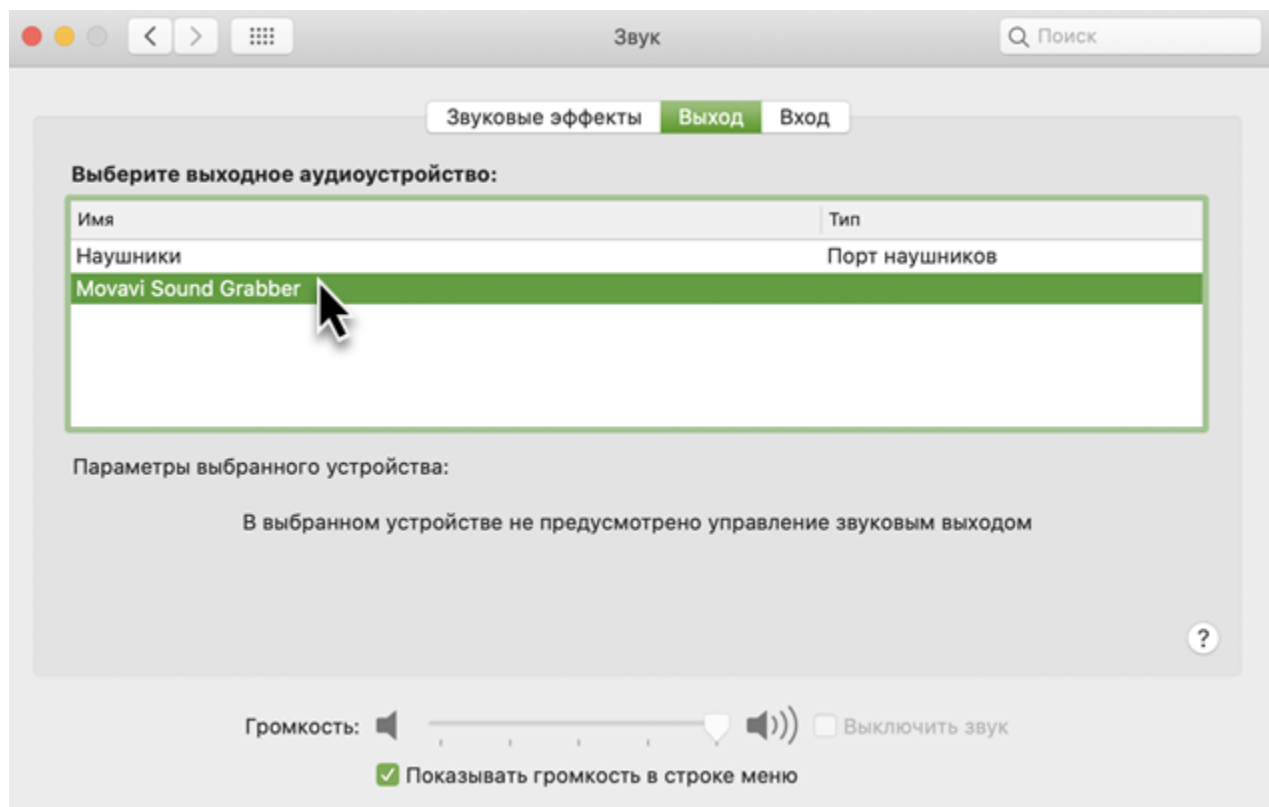 Звук
Поиск
Звуковые эффекты Выход Вход
Выберите выходное аудиоустройство:
Имя Тип
Наушники Порт наушников
Movavi Sound Grabber
Параметры выбранного устройства:
В выбранном устройстве не предусмотрено управление звуковым выходом
?
Громкость: Выключить звук
Показывать громкость в строке меню